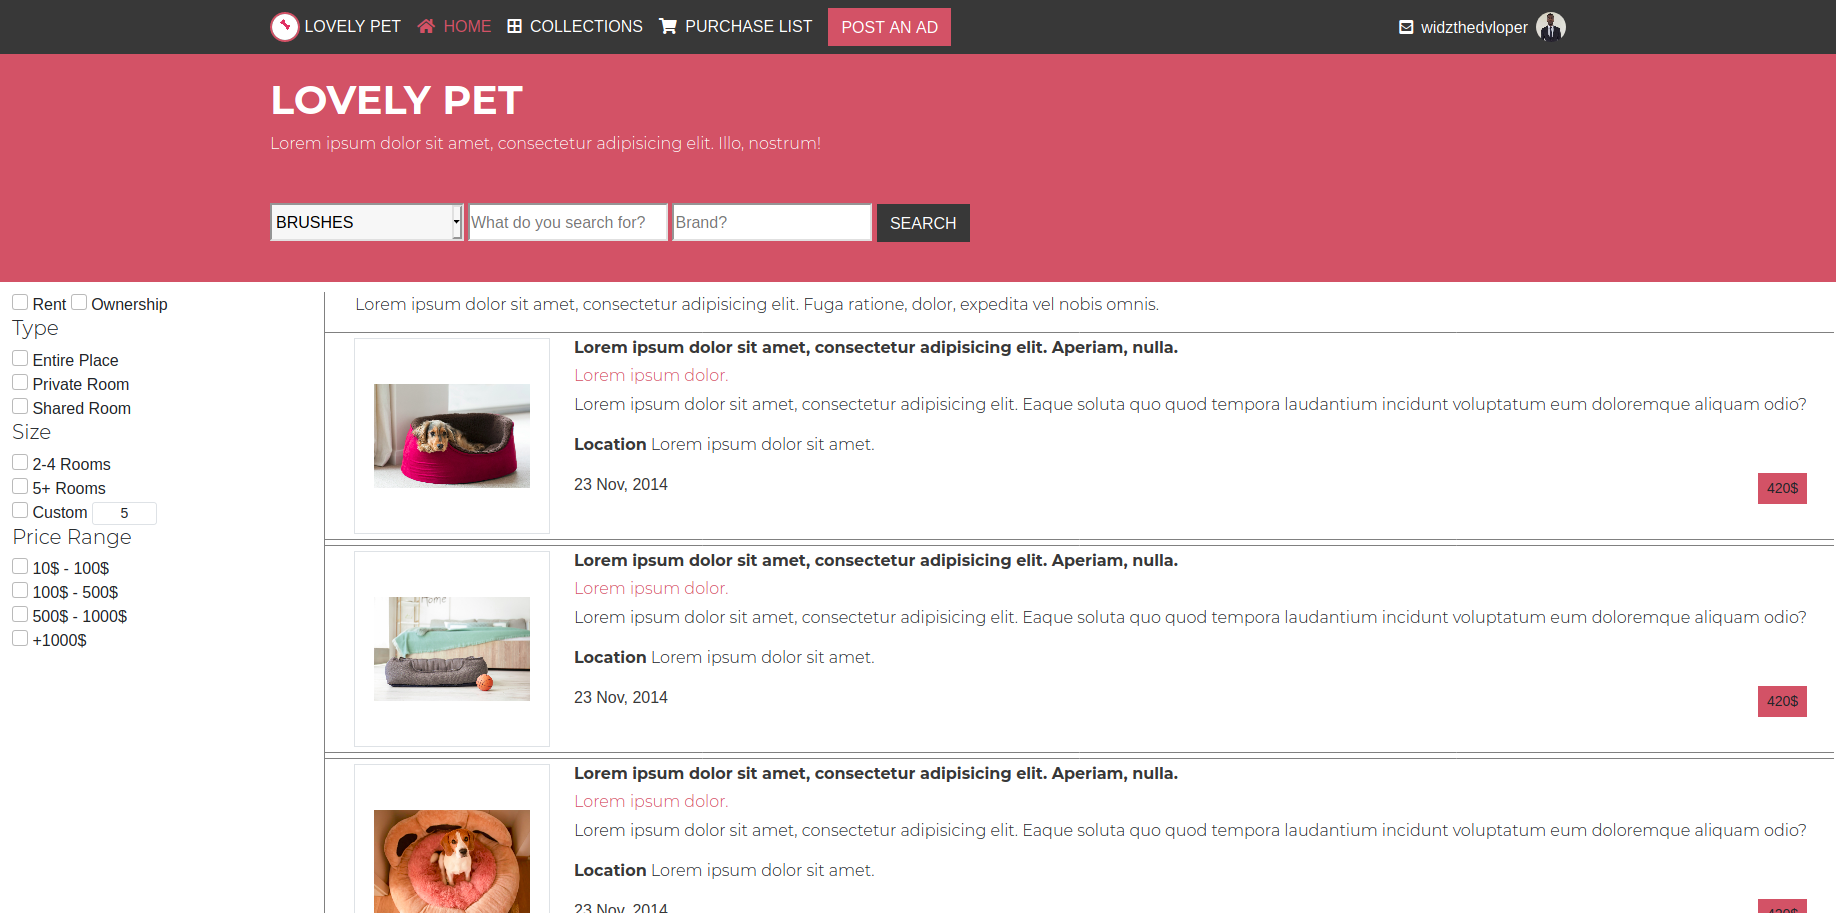 LOVELY PET HOME COLLECTIONS PURCHASE LIST POST AN AD widzthedvloper
LOVELY PET
Lorem ipsum dolor sit amet, consectetur adipisicing elit. Illo, nostrum!
BRUSHES What do you search for? Brand? SEARCH
Rent Ownership
Type
Entire Place
Private Room
Shared Room
Size
2-4 Rooms
5+ Rooms
Custom 5
Price Range
10$ - 100$
100$ - 500$
500$ - 1000$
+1000$
Lorem ipsum dolor sit amet, consectetur adipisicing elit. Fuga ratione, dolor, expedita vel nobis omnis.
Lorem ipsum dolor sit amet, consectetur adipisicing elit. Aperiam, nulla.
Lorem ipsum dolor.
Lorem ipsum dolor sit amet, consectetur adipisicing elit. Eaque soluta quo quod tempora laudantium incidunt voluptatum eum doloremque aliquam odio?
Location Lorem ipsum dolor sit amet.
23 Nov, 2014
420$
Home
Lorem ipsum dolor sit amet, consectetur adipisicing elit. Aperiam, nulla.
Lorem ipsum dolor.
Lorem ipsum dolor sit amet, consectetur adipisicing elit. Eaque soluta quo quod tempora laudantium incidunt voluptatum eum doloremque aliquam odio?
Location Lorem ipsum dolor sit amet.
23 Nov, 2014
420$
Lorem ipsum dolor sit amet, consectetur adipisicing elit. Aperiam, nulla.
Lorem ipsum dolor.
Lorem ipsum dolor sit amet, consectetur adipisicing elit. Eaque soluta quo quod tempora laudantium incidunt voluptatum eum doloremque aliquam odio?
Location Lorem ipsum dolor sit amet.
23 Nov, 2014
420$